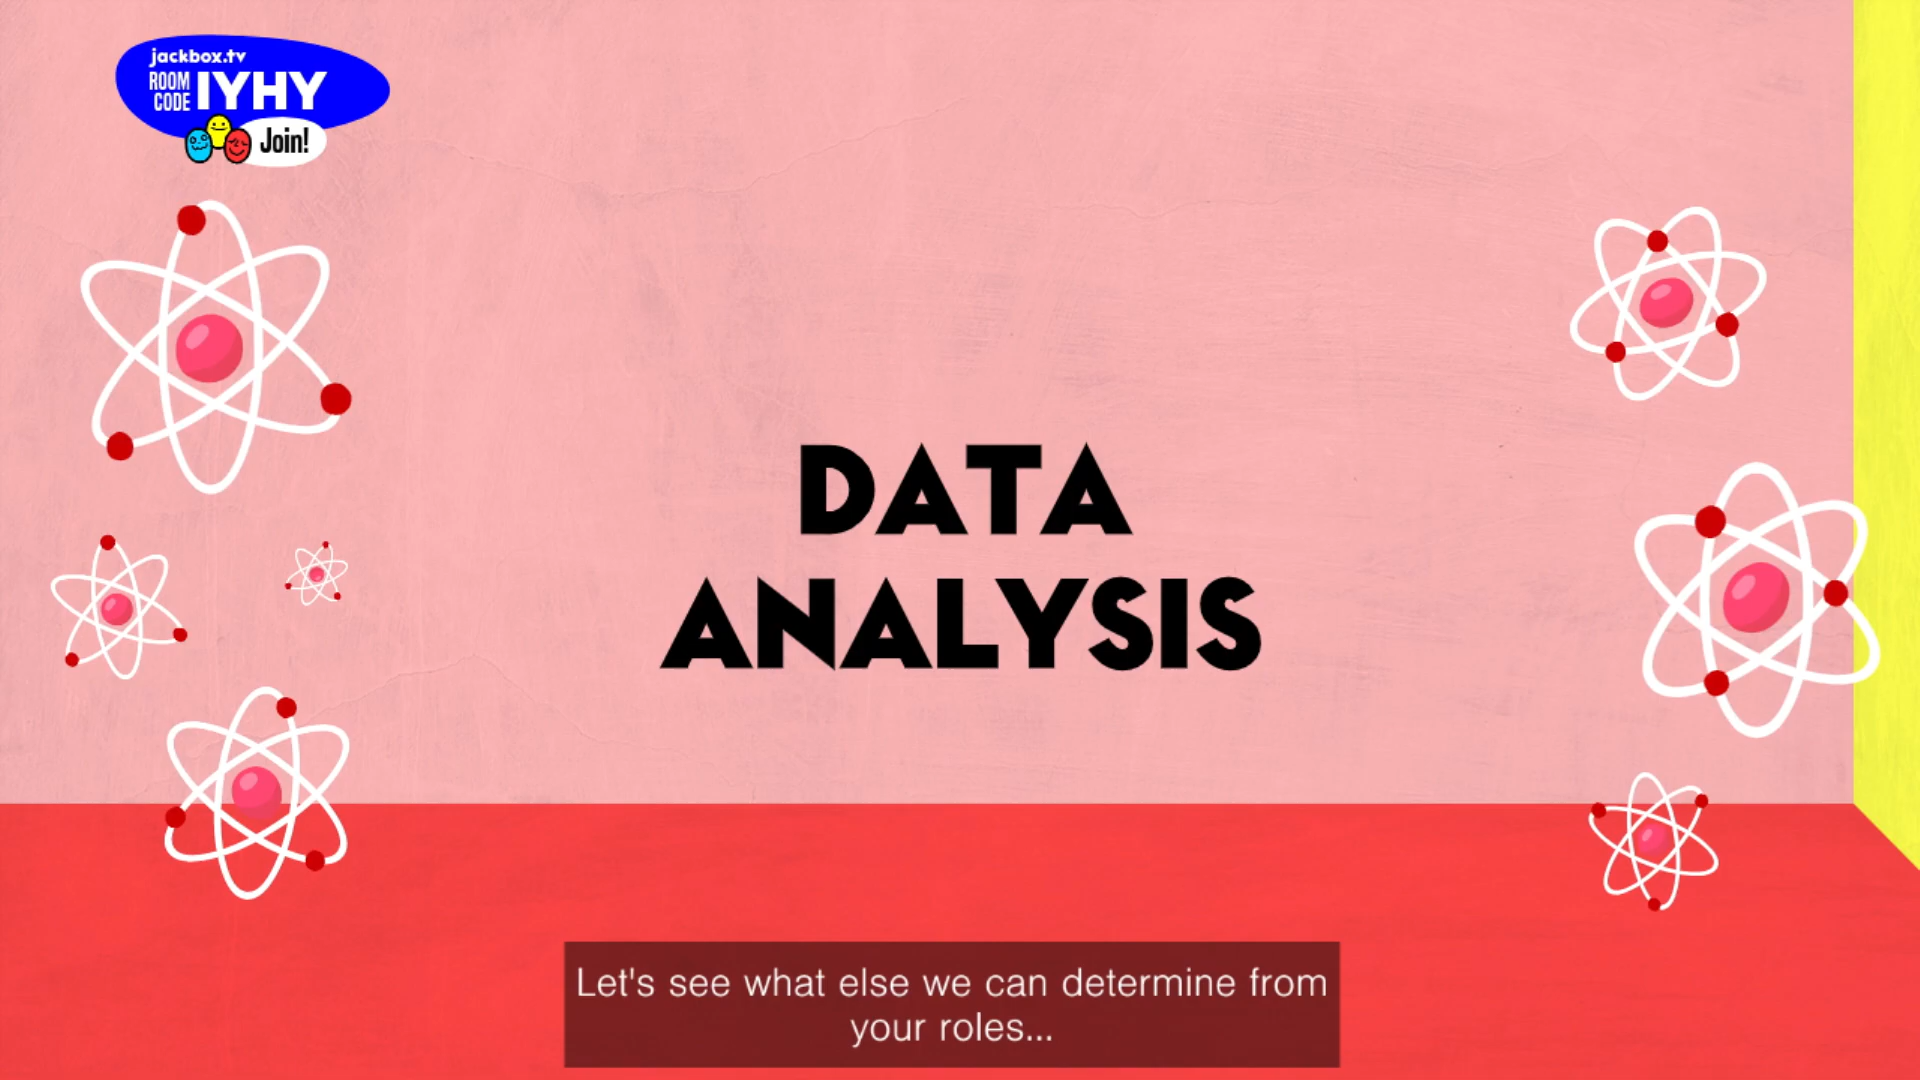 jackbox.tv
ROOM CODE IYHY
Join!
DATA
ANALYSIS
Let's see what else we can determine from
your roles...